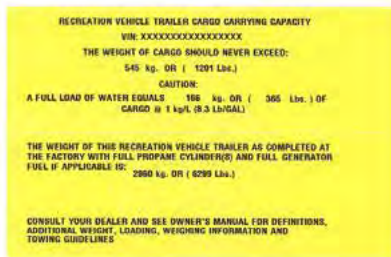 RECREATION VEHICLE TRAILER CARGO CARRYING CAPACITY
VIN: XXXXXXXXXXXXXXXXX
THE WEIGHT OF CARGO SHOULD NEVER EXCEED:
545 kg. OR ( 1201 Lbs.)
CAUTION:
A FULL LOAD OF WATER EQUALS 166 kg. OR ( 365 Lbs. ) OF
CARGO @ 1 kg/L (8.3 Lb/GAL)
THE WEIGHT OF THIS RECREATION VEHICLE TRAILER AS COMPLETED AT
THE FACTORY WITH FULL PROPANE CYLINDER(S) AND FULL GENERATOR
FUEL IF APPLICABLE IS:
2860 kg. OR ( 6299 Lbs.)
CONSULT YOUR DEALER AND SEE OWNER'S MANUAL FOR DEFINITIONS,
ADDITIONAL WEIGHT, LOADING, WEIGHING INFORMATION AND
TOWING GUIDELINES